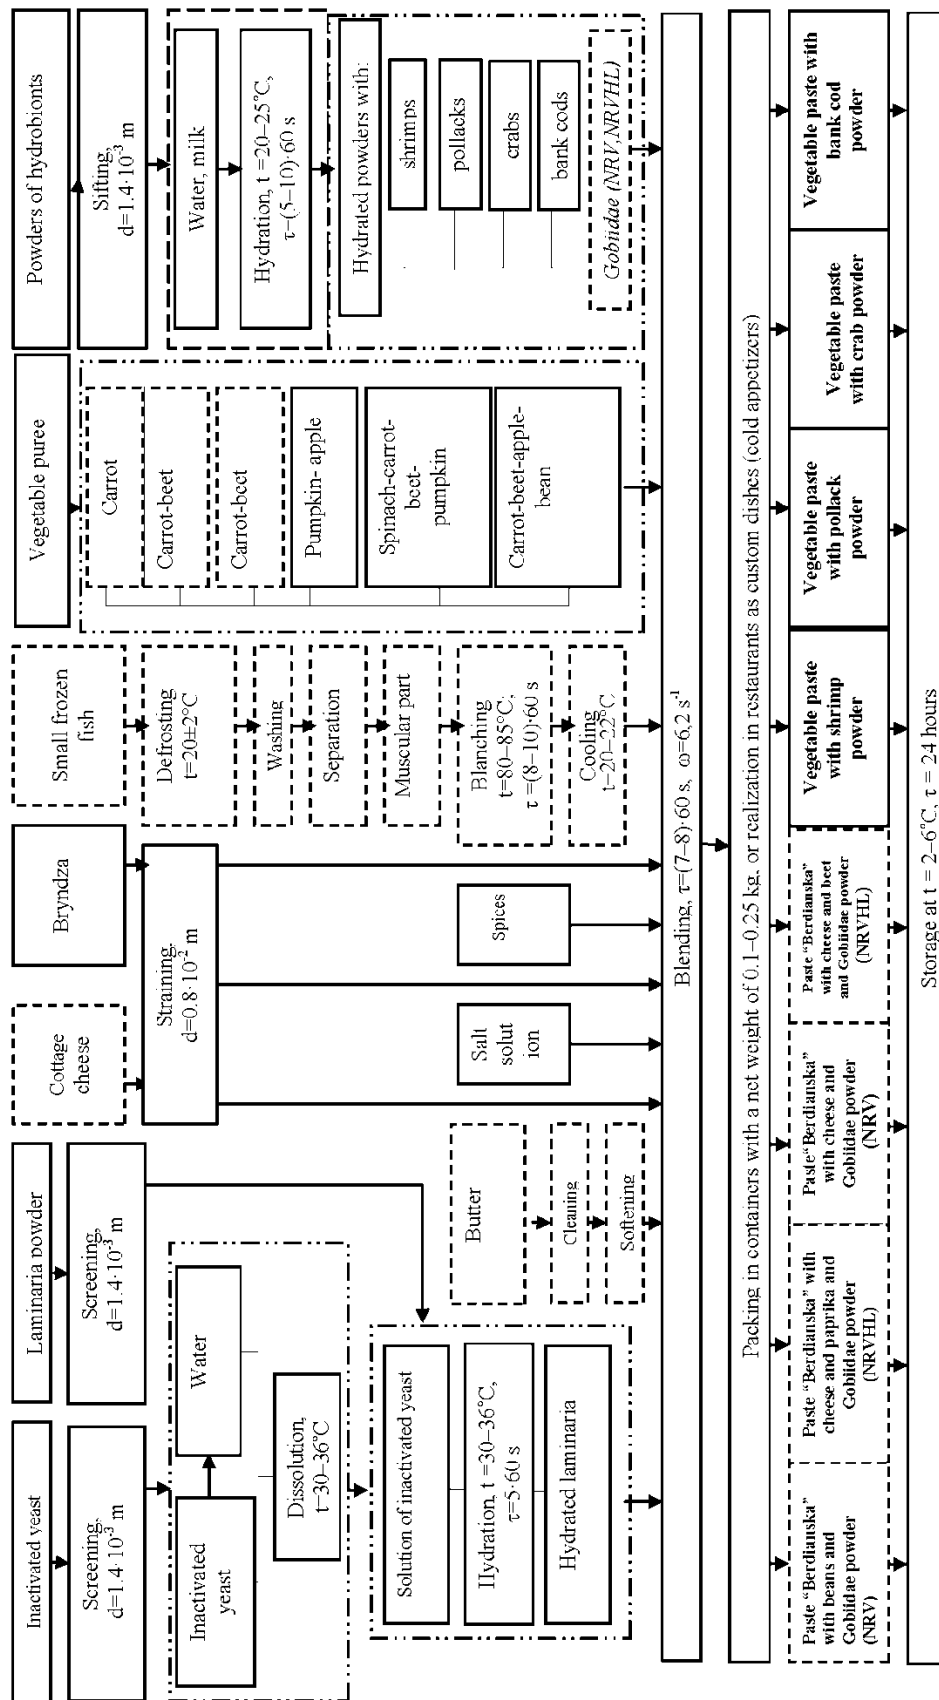 Inactivated yeast
Screening,
d=1.4·10⁻³ m
Inactivated
yeast
Water
Dissolution,
t=30–36°C
Laminaria powder
Screening,
d=1.4·10⁻³ m
Solution of inactivated yeast
Hydration, t =30–36°C,
τ=5·60 s
Hydrated laminaria
Butter
Cleaning
Softening
Cottage
cheese
Bryndza
Straining,
d=0.8·10⁻² m
Salt
solut
ion
Spices
Small frozen
fish
Defrosting
t=20±2°C
Washing
Separation
Muscular part
Blanching
t=80–85°C,
τ =(8–10)·60 s
Cooling
t–20–22°C
Vegetable puree
Carrot
Carrot-beet
Carrot-beet
Pumpkin- apple
Spinach-carrot-
beet-
pumpkin
Carrot-beet-apple-
bean
Powders of hydrobionts
Sifting,
d=1.4·10⁻³ m
Water, milk
Hydration, t =20–25°C,
τ–(5–10)·60 s
Hydrated powders with:
shrimps
pollacks
crabs
bank cods
Gobiidae (NRV,NRVHL)
Blending, τ=(7–8)·60 s, ω=6,2 s⁻¹
Packing in containers with a net weight of 0.1–0.25 kg, or realization in restaurants as custom dishes (cold appetizers)
Paste "Berdianska"
with beans and
Gobiidae powder
(NRV)
Paste "Berdianska" with
cheese and paprika and
Gobiidae powder
(NRVHL)
Paste"Berdianska"
with cheese and
Gobiidae powder
(NRV)
Paste "Berdianska"
with cheese and beet
and Gobiidae powder
(NRVHL)
Vegetable paste
with shrimp
powder
Vegetable paste
with pollack
powder
Vegetable paste
with crab powder
Vegetable paste with
bank cod
powder
Storage at t = 2–6°C, τ = 24 hours